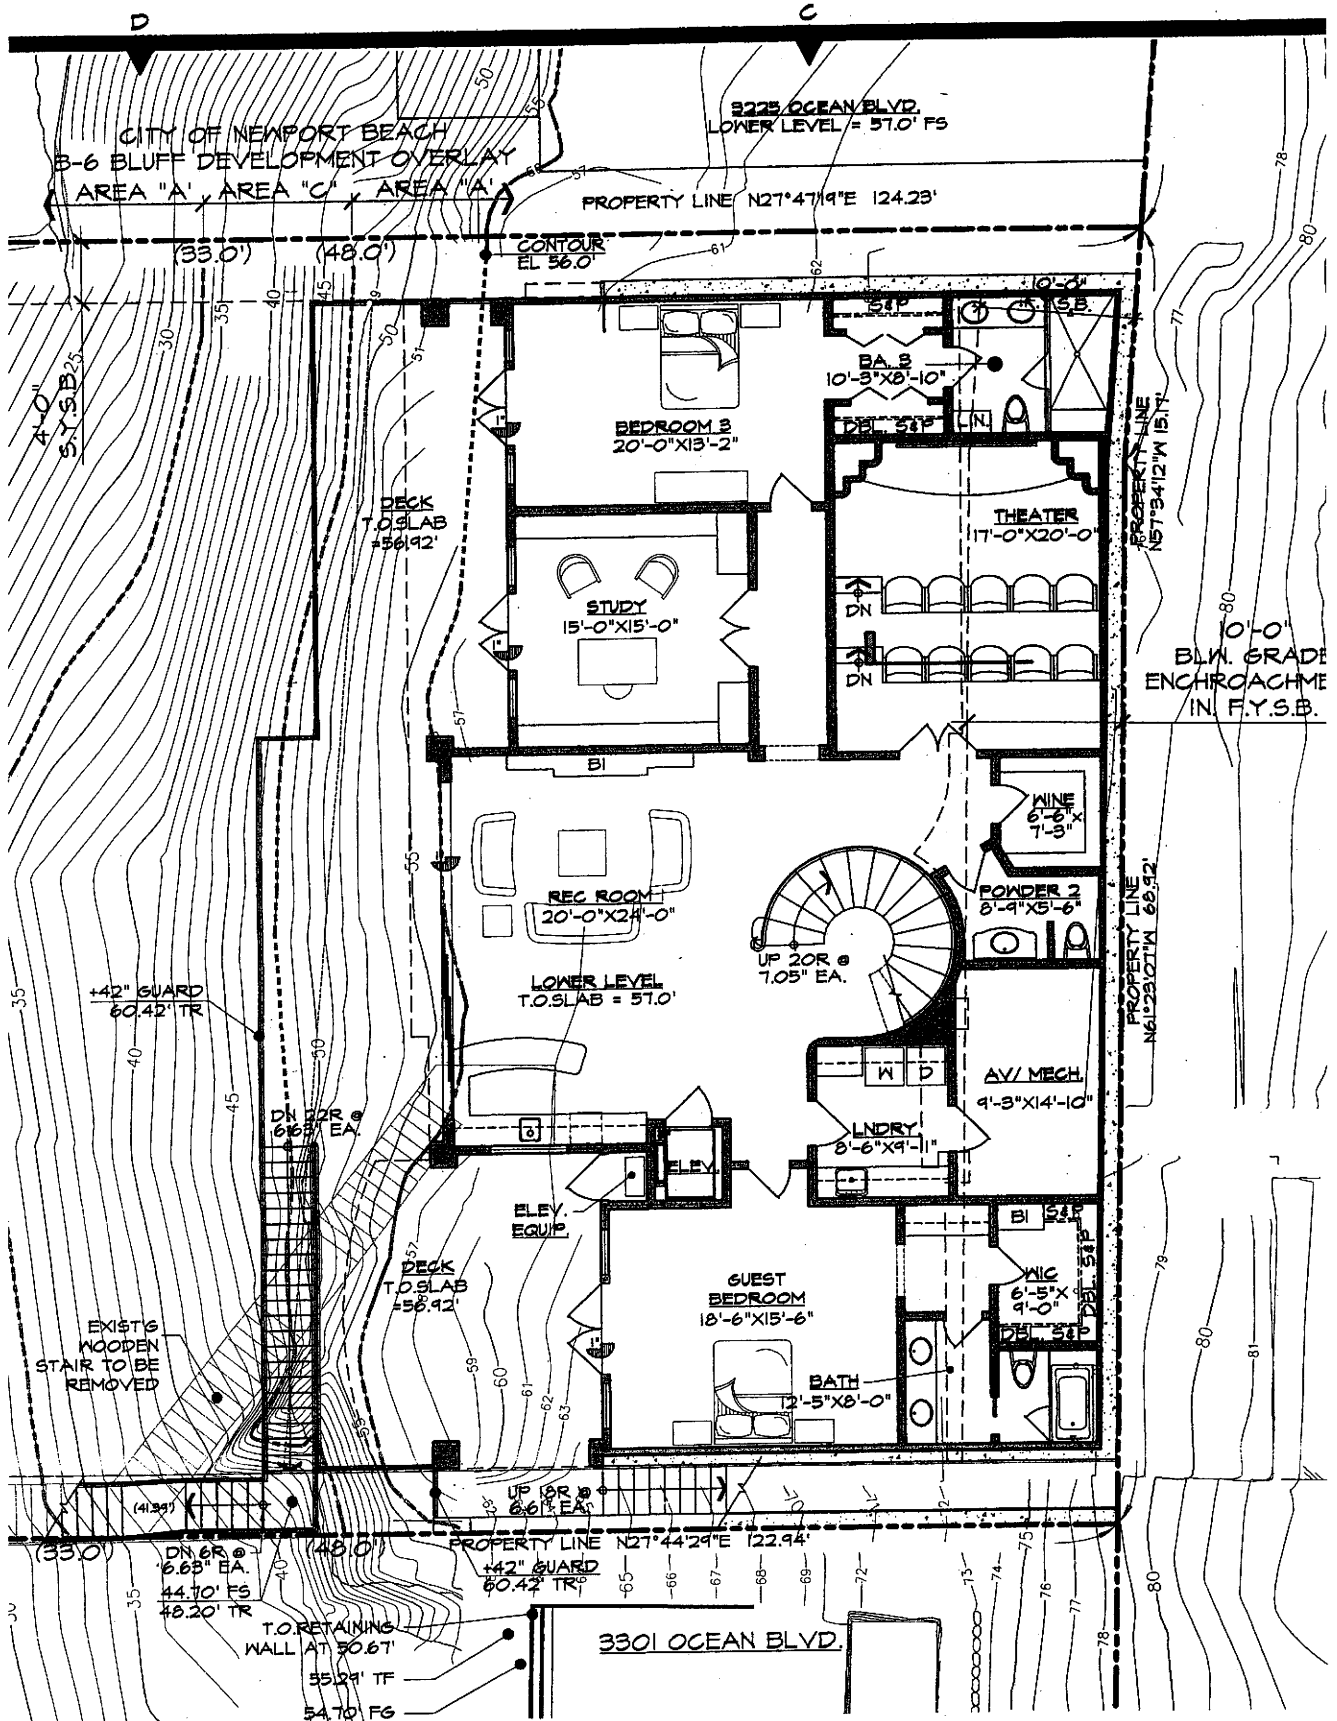 D
C
3225 OCEAN BLVD.
LOWER LEVEL = 57.0' FS
CITY OF NEWPORT BEACH
B-6 BLUFF DEVELOPMENT OVERLAY
AREA "A" AREA "C" AREA "A"
PROPERTY LINE N27°47'19"E 124.23'
(33.0') (48.0')
CONTOUR
EL 56.0'
10'-0"
S.B.
4'-0"
S.Y.S.B.
S&P
BA. 3
10'-3"X8'-10"
DBL. S&P
LIN.
BEDROOM 3
20'-0"X13'-2"
PROPERTY LINE
N57°34'12"W 15.17'
DECK
T.O.SLAB
=56.92'
THEATER
17'-0"X20'-0"
STUDY
15'-0"X15'-0"
DN
DN
10'-0"
BLW. GRADE
ENCHROACHME
IN F.Y.S.B.
BI
WINE
6'-6"X
7'-3"
REC ROOM
20'-0"X24'-0"
POWDER 2
8'-9"X5'-6"
UP 20R @
7.05" EA.
LOWER LEVEL
T.O.SLAB = 57.0'
PROPERTY LINE
N61°23'07"W 68.92'
+42" GUARD
60.42' TR
W D
AV/ MECH.
9'-3"X14'-10"
DN 22R @
6.63" EA.
LNDRY
8'-6"X9'-11"
ELEV.
ELEV.
EQUIP.
BI S&P
DBL. S&P
DECK
T.O.SLAB
=56.92'
GUEST
BEDROOM
18'-6"X15'-6"
WIC
6'-5"X
9'-0"
DBL. S&P
EXIST'G
WOODEN
STAIR TO BE
REMOVED
BATH
12'-5"X8'-0"
UP 18R @
6.61" EA.
(41.39')
(33.0') (48.0')
PROPERTY LINE N27°44'29"E 122.94'
DN 6R @
6.63" EA.
44.70' FS
48.20' TR
+42" GUARD
60.42' TR
T.O.RETAINING
WALL AT 50.67'
55.29' TF
54.70' FG
3301 OCEAN BLVD.